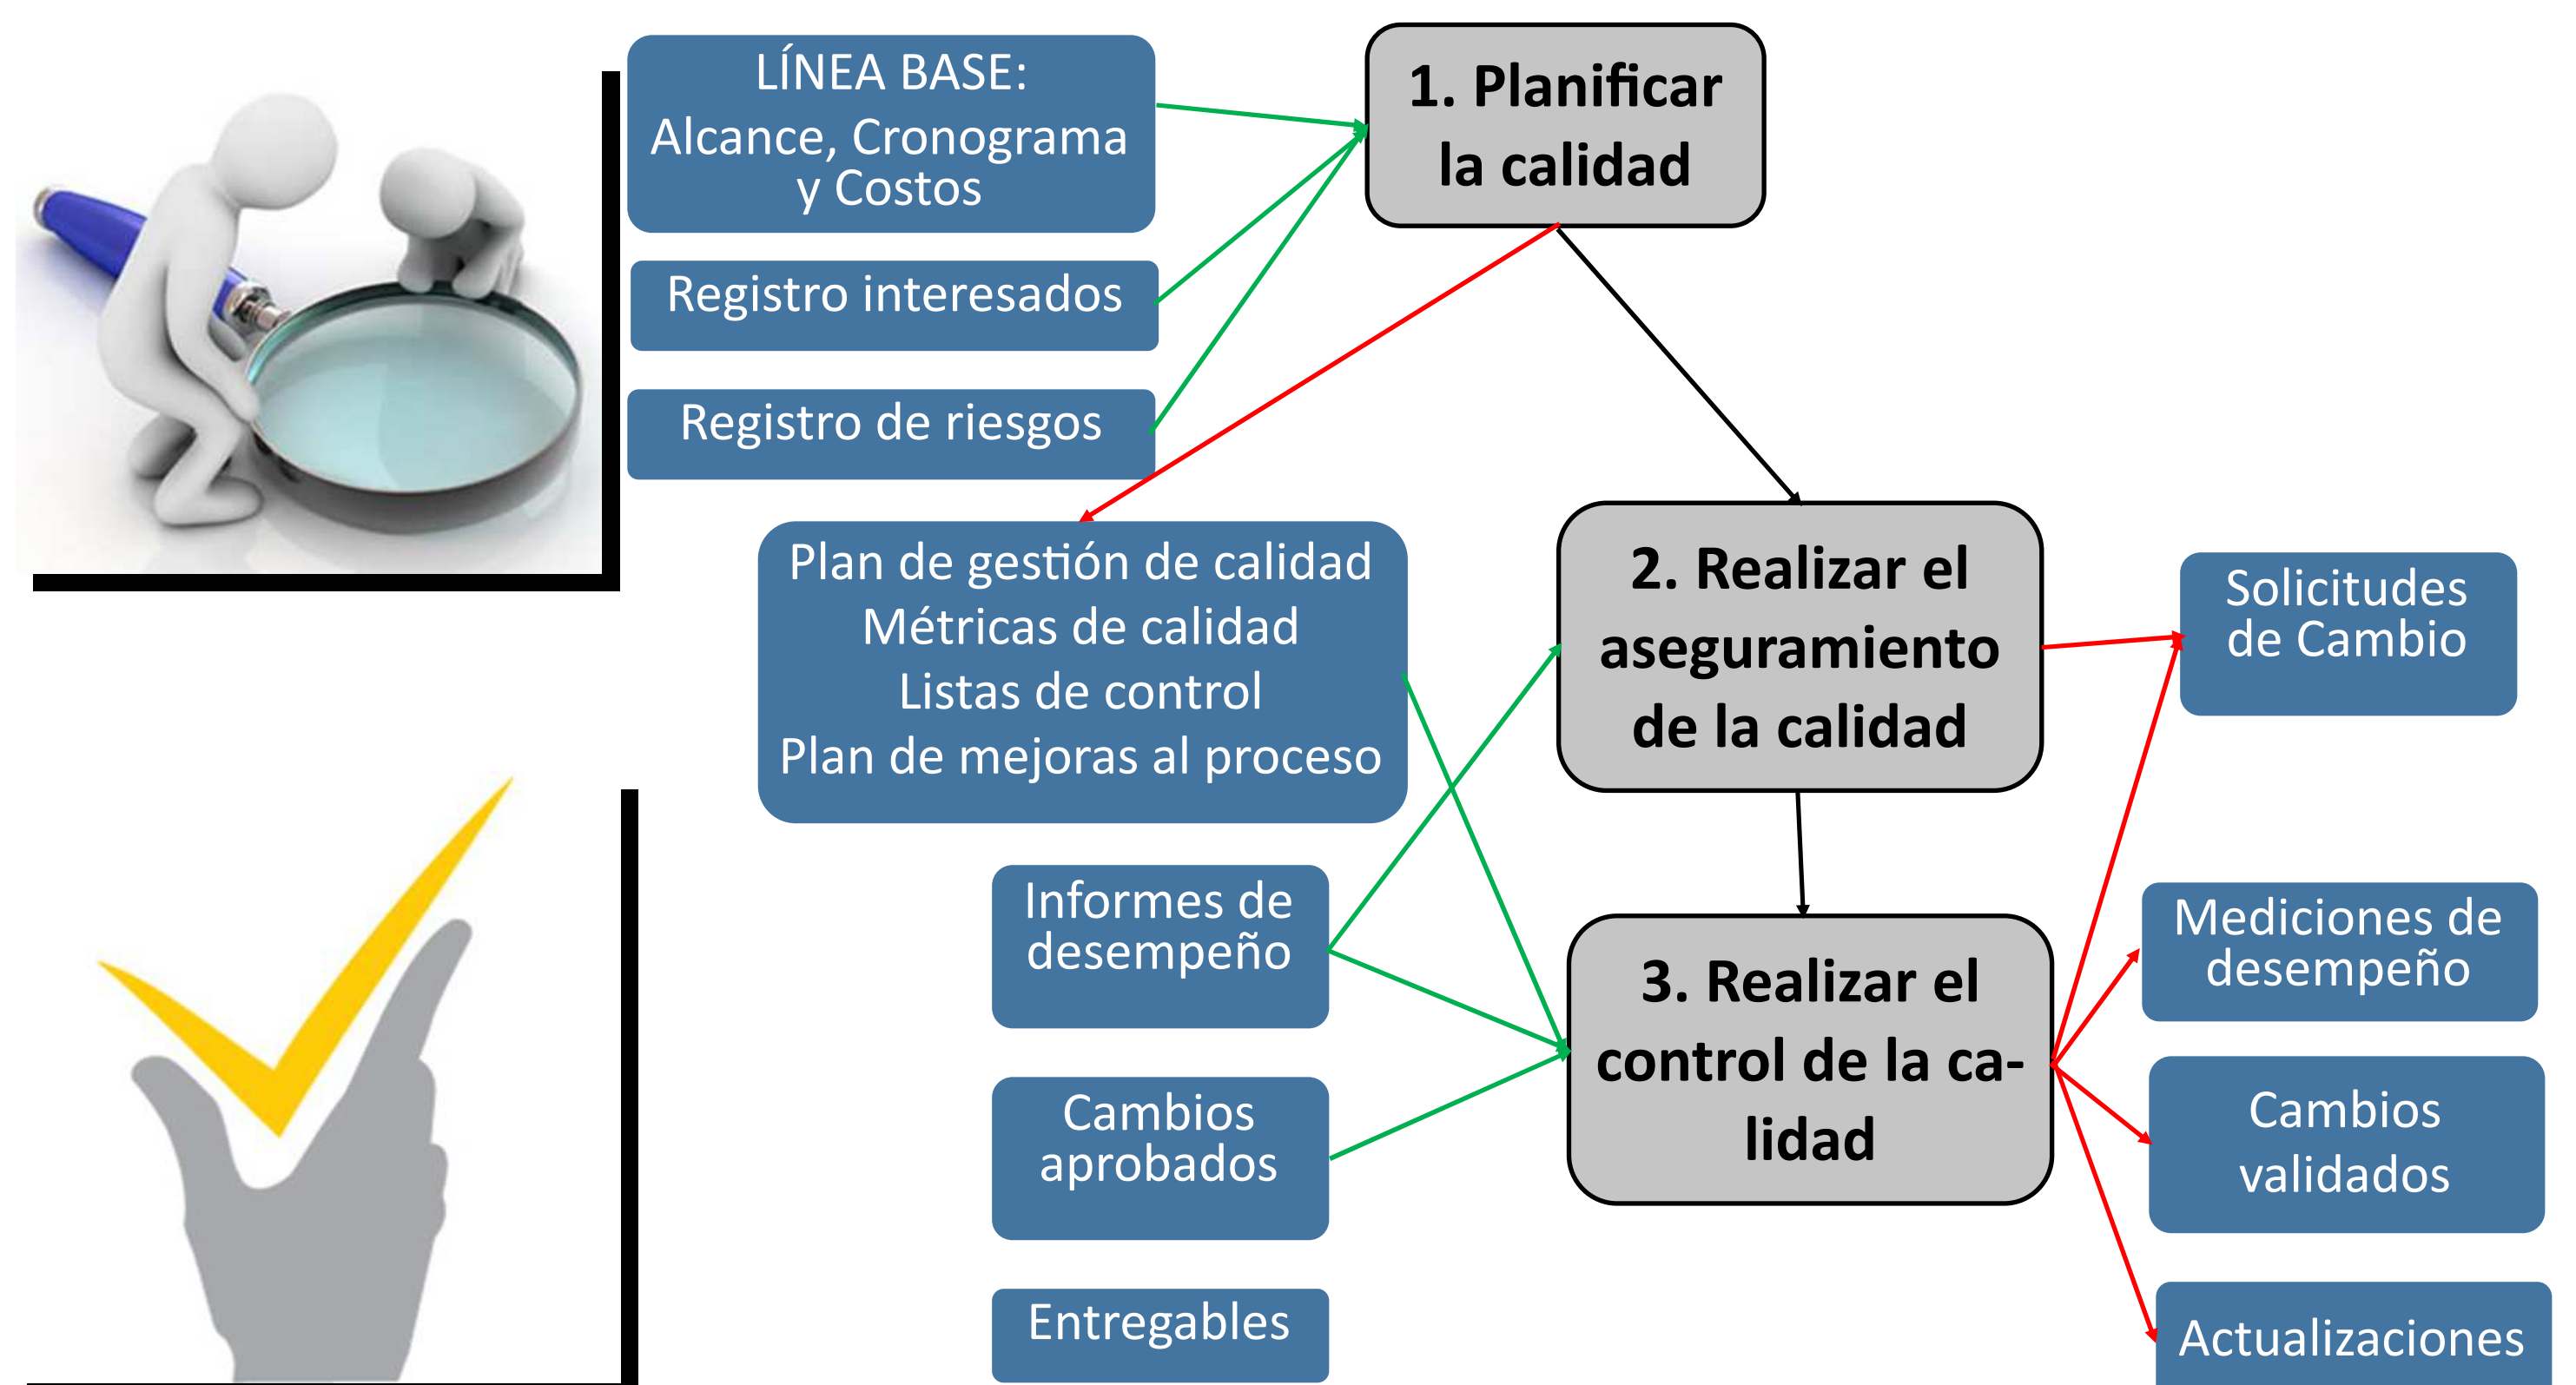 LÍNEA BASE:
Alcance, Cronograma
y Costos
Registro interesados
Registro de riesgos
1. Planificar
la calidad
Plan de gestión de calidad
Métricas de calidad
Listas de control
Plan de mejoras al proceso
2. Realizar el
aseguramiento
de la calidad
Solicitudes
de Cambio
Informes de
desempeño
Cambios
aprobados
Entregables
3. Realizar el
control de la ca-
lidad
Mediciones de
desempeño
Cambios
validados
Actualizaciones